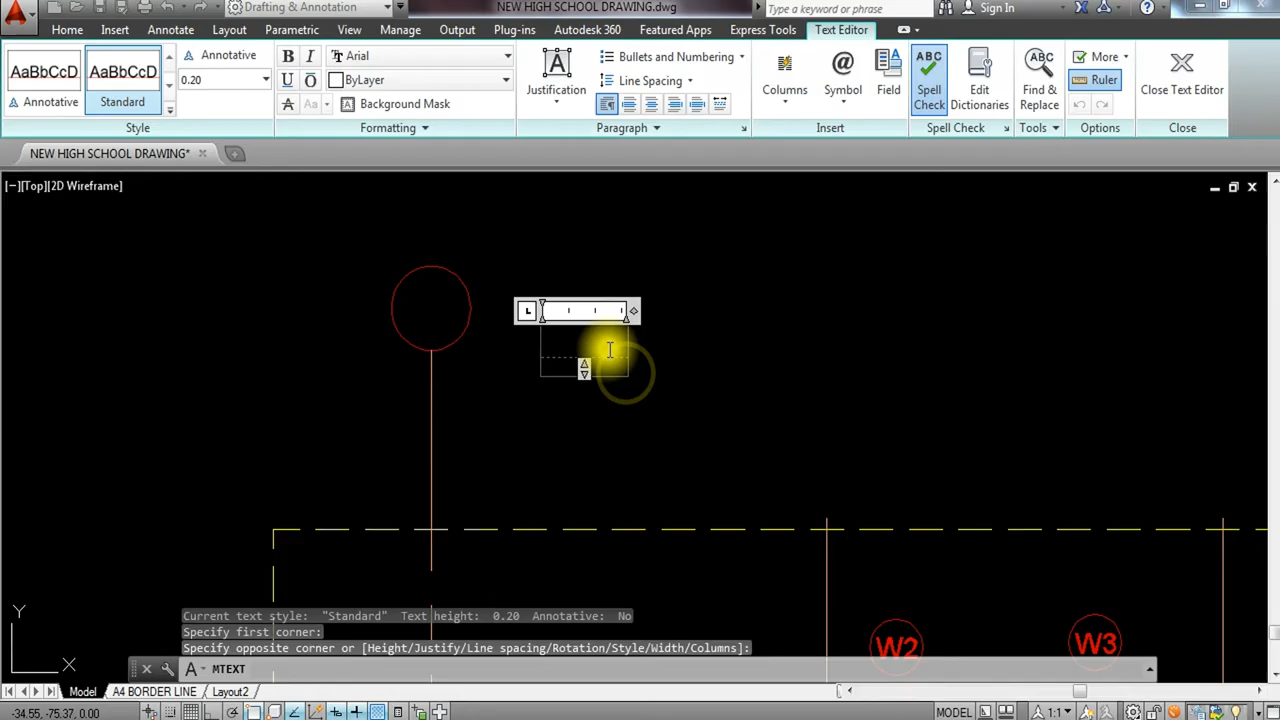 Drafting & Annotation
NEW HIGH SCHOOL DRAWING.dwg
Type a keyword or phrase
Sign In
Home Insert Annotate Layout Parametric View Manage Output Plug-ins Autodesk 360 Featured Apps Express Tools Text Editor
AaBbCcD AaBbCcD Annotative
0.20
Annotative Standard
Style
B I Arial
U O ByLayer
A Aa Background Mask
Formatting
A
Justification
Bullets and Numbering
Line Spacing
Paragraph
Columns
@
Symbol
Field
Insert
ABC
Spell Check
Edit Dictionaries
Spell Check
ABC
Find & Replace
Tools
More
Ruler
Options
Close Text Editor
Close
NEW HIGH SCHOOL DRAWING*
[−][Top][2D Wireframe]
L
Y
X
W2
W3
Current text style: "Standard" Text height: 0.20 Annotative: No
Specify first corner:
Specify opposite corner or [Height/Justify/Line spacing/Rotation/Style/Width/Columns]:
A MTEXT
Model A4 BORDER LINE Layout2
-34.55, -75.37, 0.00
MODEL
1:1